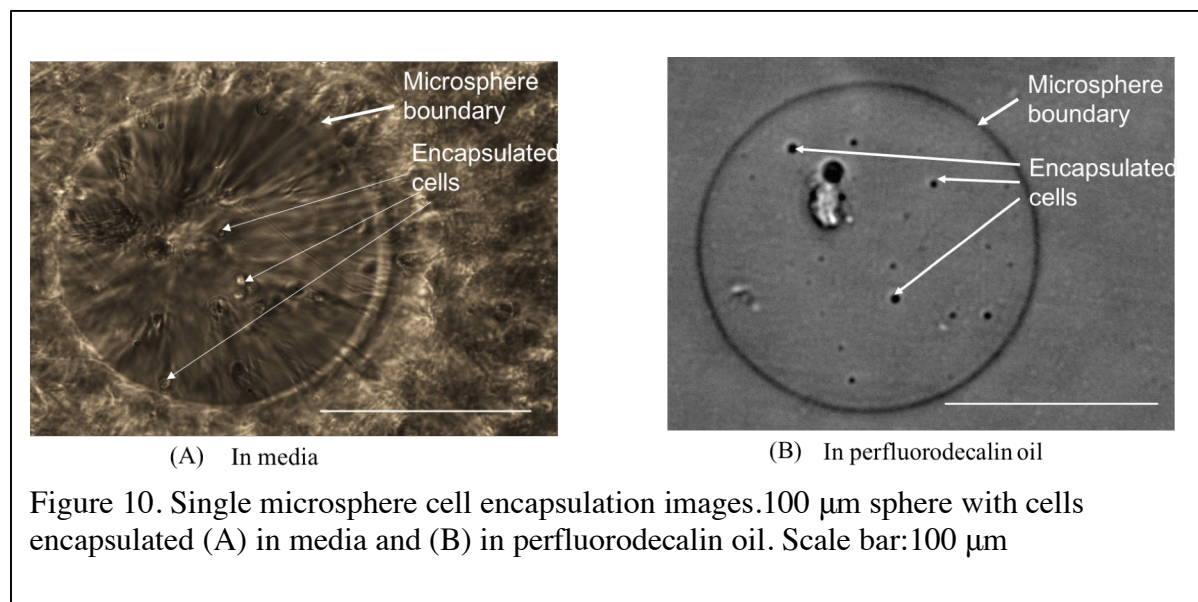 Microsphere
boundary
Encapsulated
cells
Microsphere
boundary
Encapsulated
cells
(A) In media
(B) In perfluorodecalin oil
Figure 10. Single microsphere cell encapsulation images.100 μm sphere with cells
encapsulated (A) in media and (B) in perfluorodecalin oil. Scale bar:100 μm